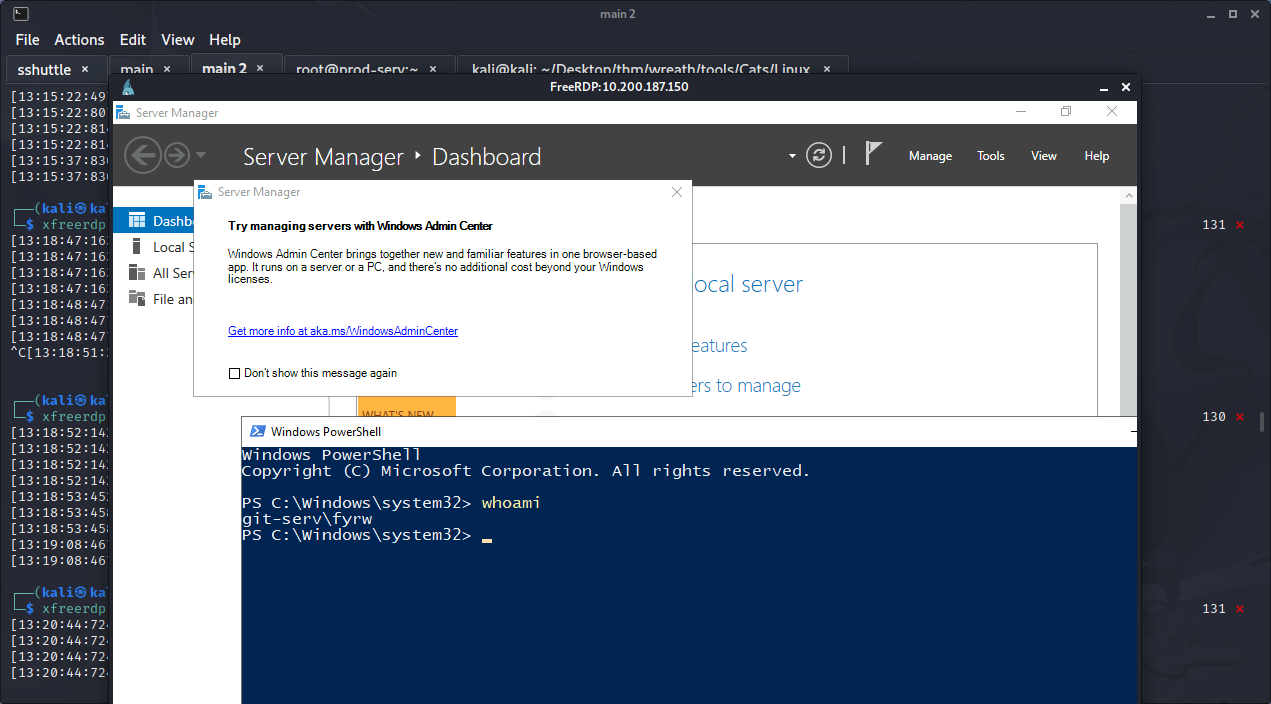 main 2
File Actions Edit View Help
sshuttle × main × main 2 × root@prod-serv:~ × kali@kali: ~/Desktop/thm/wreath/tools/Cats/Linux ×
FreeRDP:10.200.187.150
Server Manager
Server Manager Dashboard
Manage Tools View Help
Server Manager
Try managing servers with Windows Admin Center
Windows Admin Center brings together new and familiar features in one browser-based
app. It runs on a server or a PC, and there's no additional cost beyond your Windows
licenses.
Get more info at aka.ms/WindowsAdminCenter
Don't show this message again
Dashb
Local S
All Ser
File an
ocal server
eatures
ers to manage
WHAT'S NEW
Windows PowerShell
Windows PowerShell
Copyright (C) Microsoft Corporation. All rights reserved.
PS C:\Windows\system32> whoami
git-serv\fyrw
PS C:\Windows\system32>
[13:15:22:49
[13:15:22:80
[13:15:22:81
[13:15:22:81
[13:15:37:83
[13:15:37:83
(kali㉿ka
$ xfreerdp
131
[13:18:47:16
[13:18:47:16
[13:18:47:16
[13:18:47:16
[13:18:48:47
[13:18:48:47
[13:18:48:47
^C[13:18:51:
(kali㉿ka
$ xfreerdp
130
[13:18:52:14
[13:18:52:14
[13:18:52:14
[13:18:52:14
[13:18:53:45
[13:18:53:45
[13:18:53:45
[13:19:08:46
[13:19:08:46
(kali㉿ka
$ xfreerdp
131
[13:20:44:72
[13:20:44:72
[13:20:44:72
[13:20:44:72